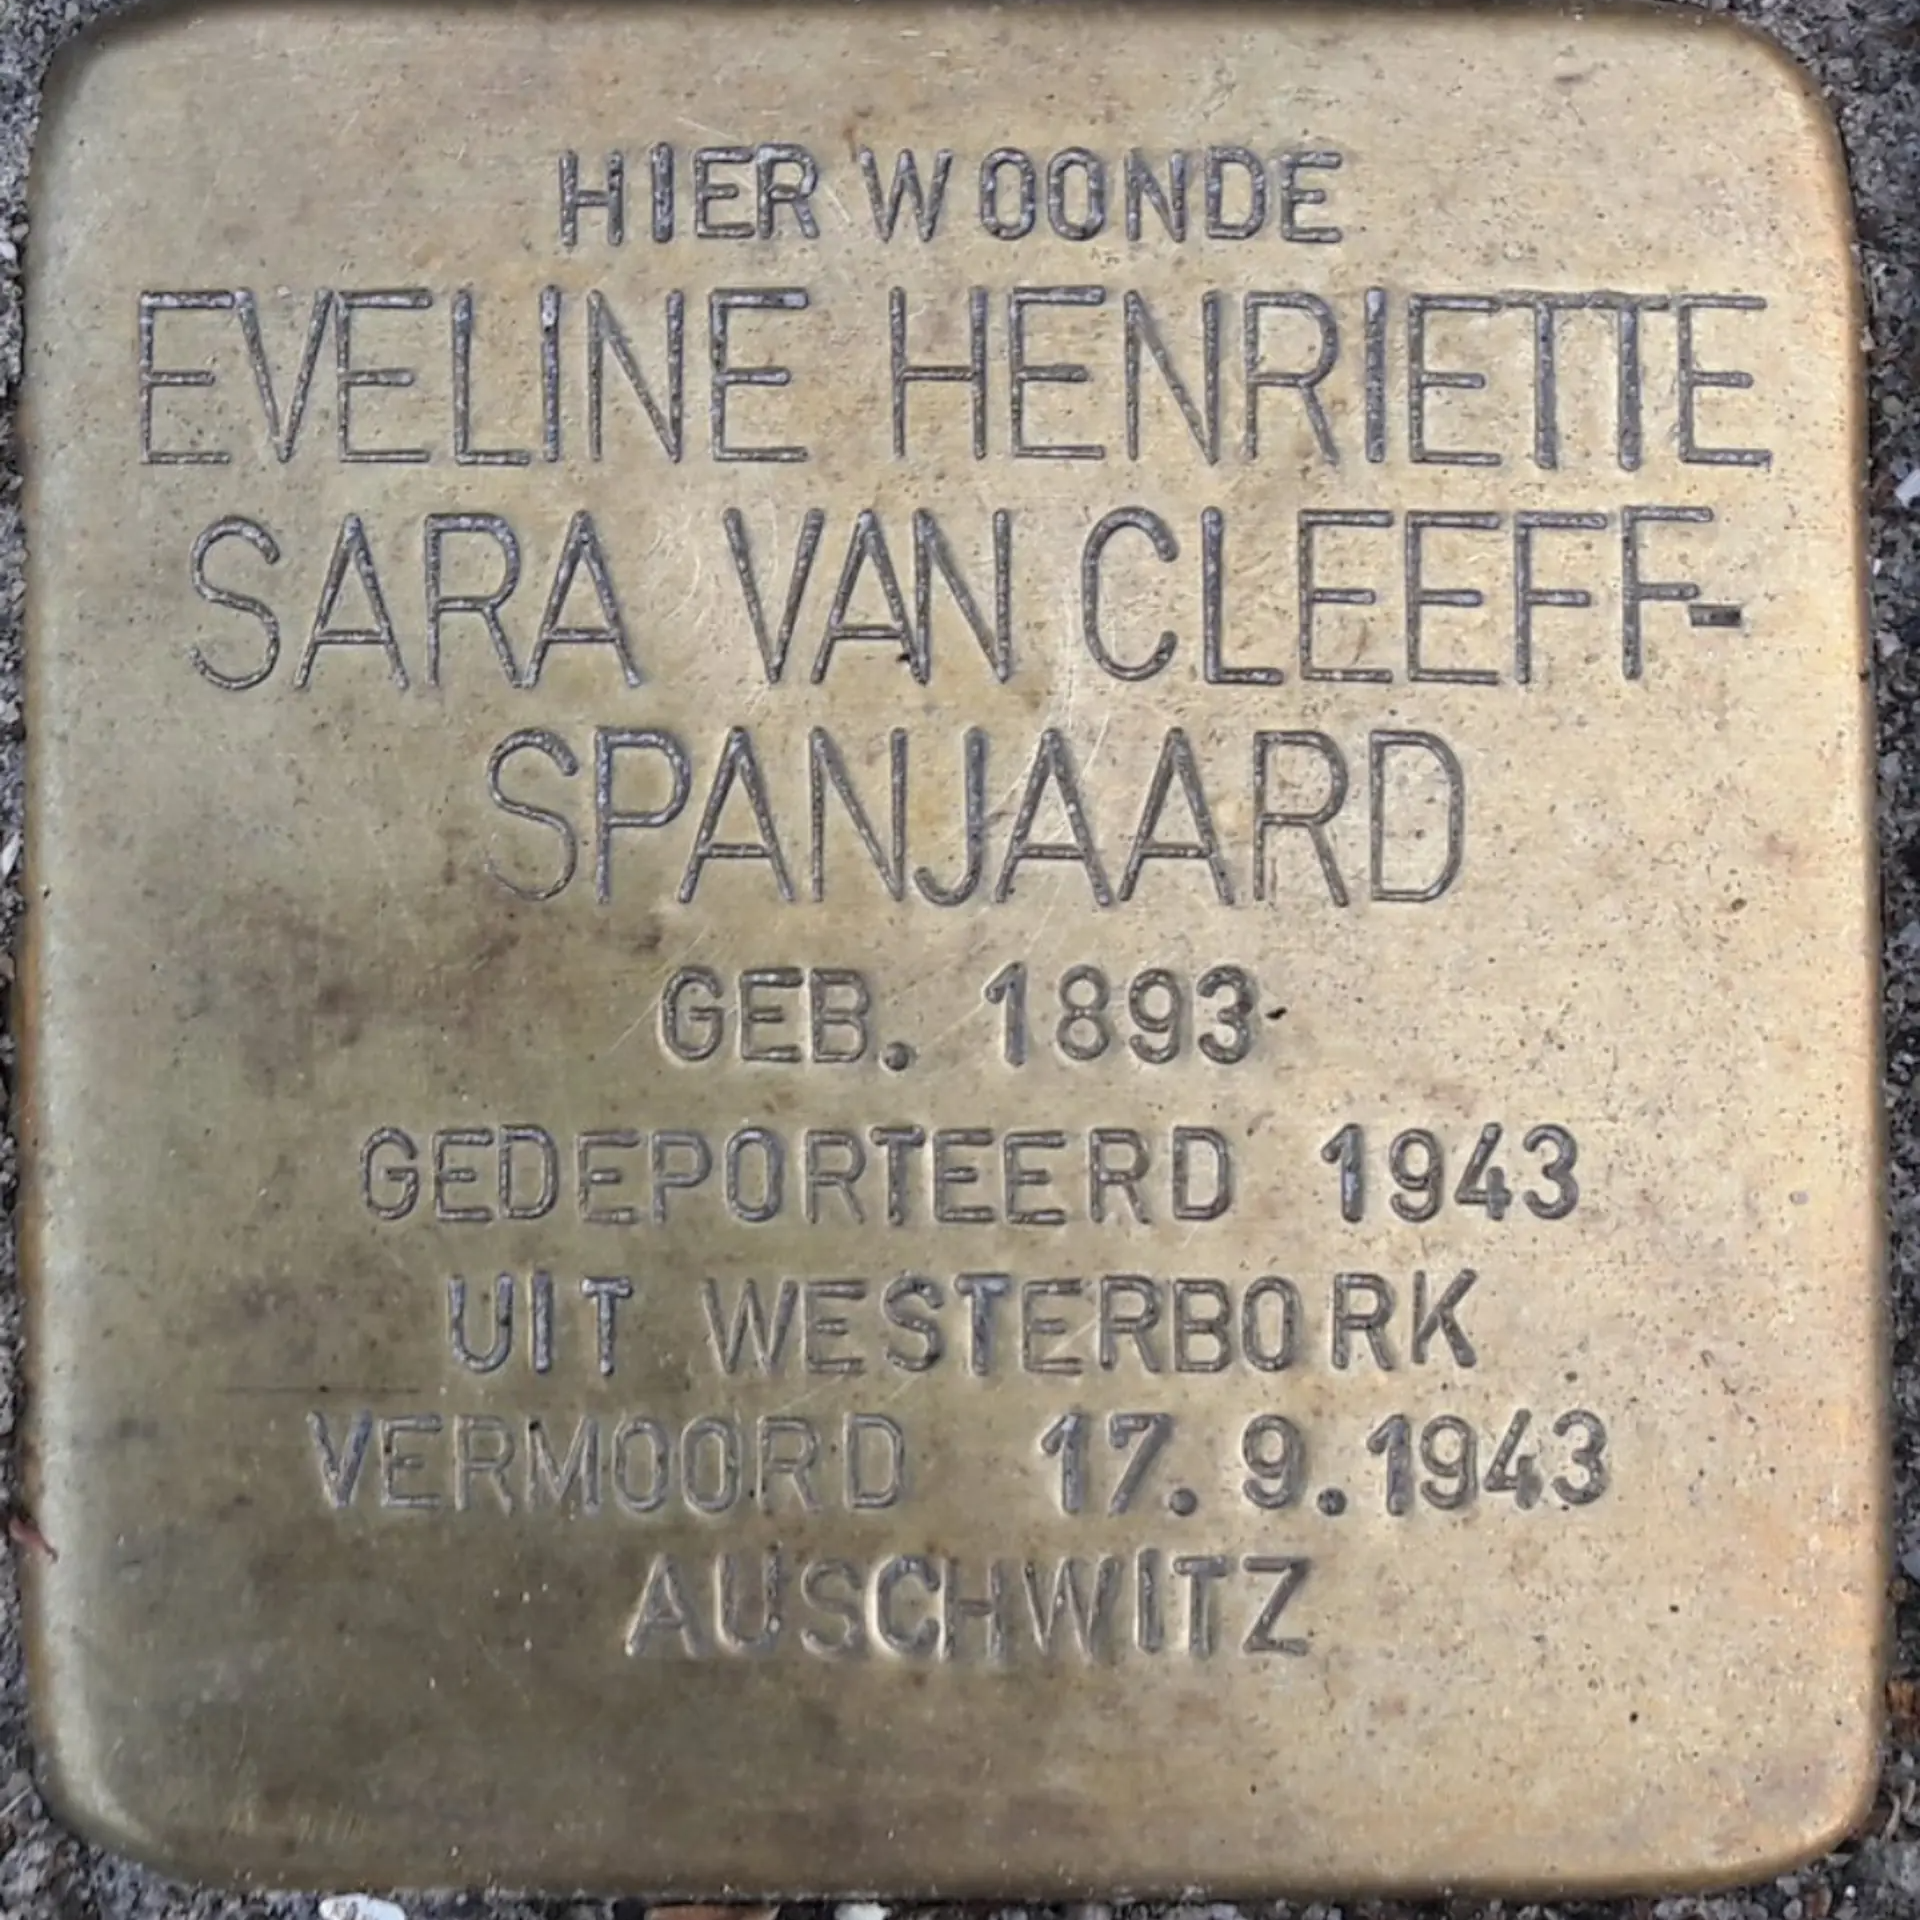 HIER WOONDE
EVELINE HENRIETTE
SARA VAN CLEEFF-
SPANJAARD
GEB. 1893
GEDEPORTEERD 1943
UIT WESTERBORK
VERMOORD 17.9.1943
AUSCHWITZ